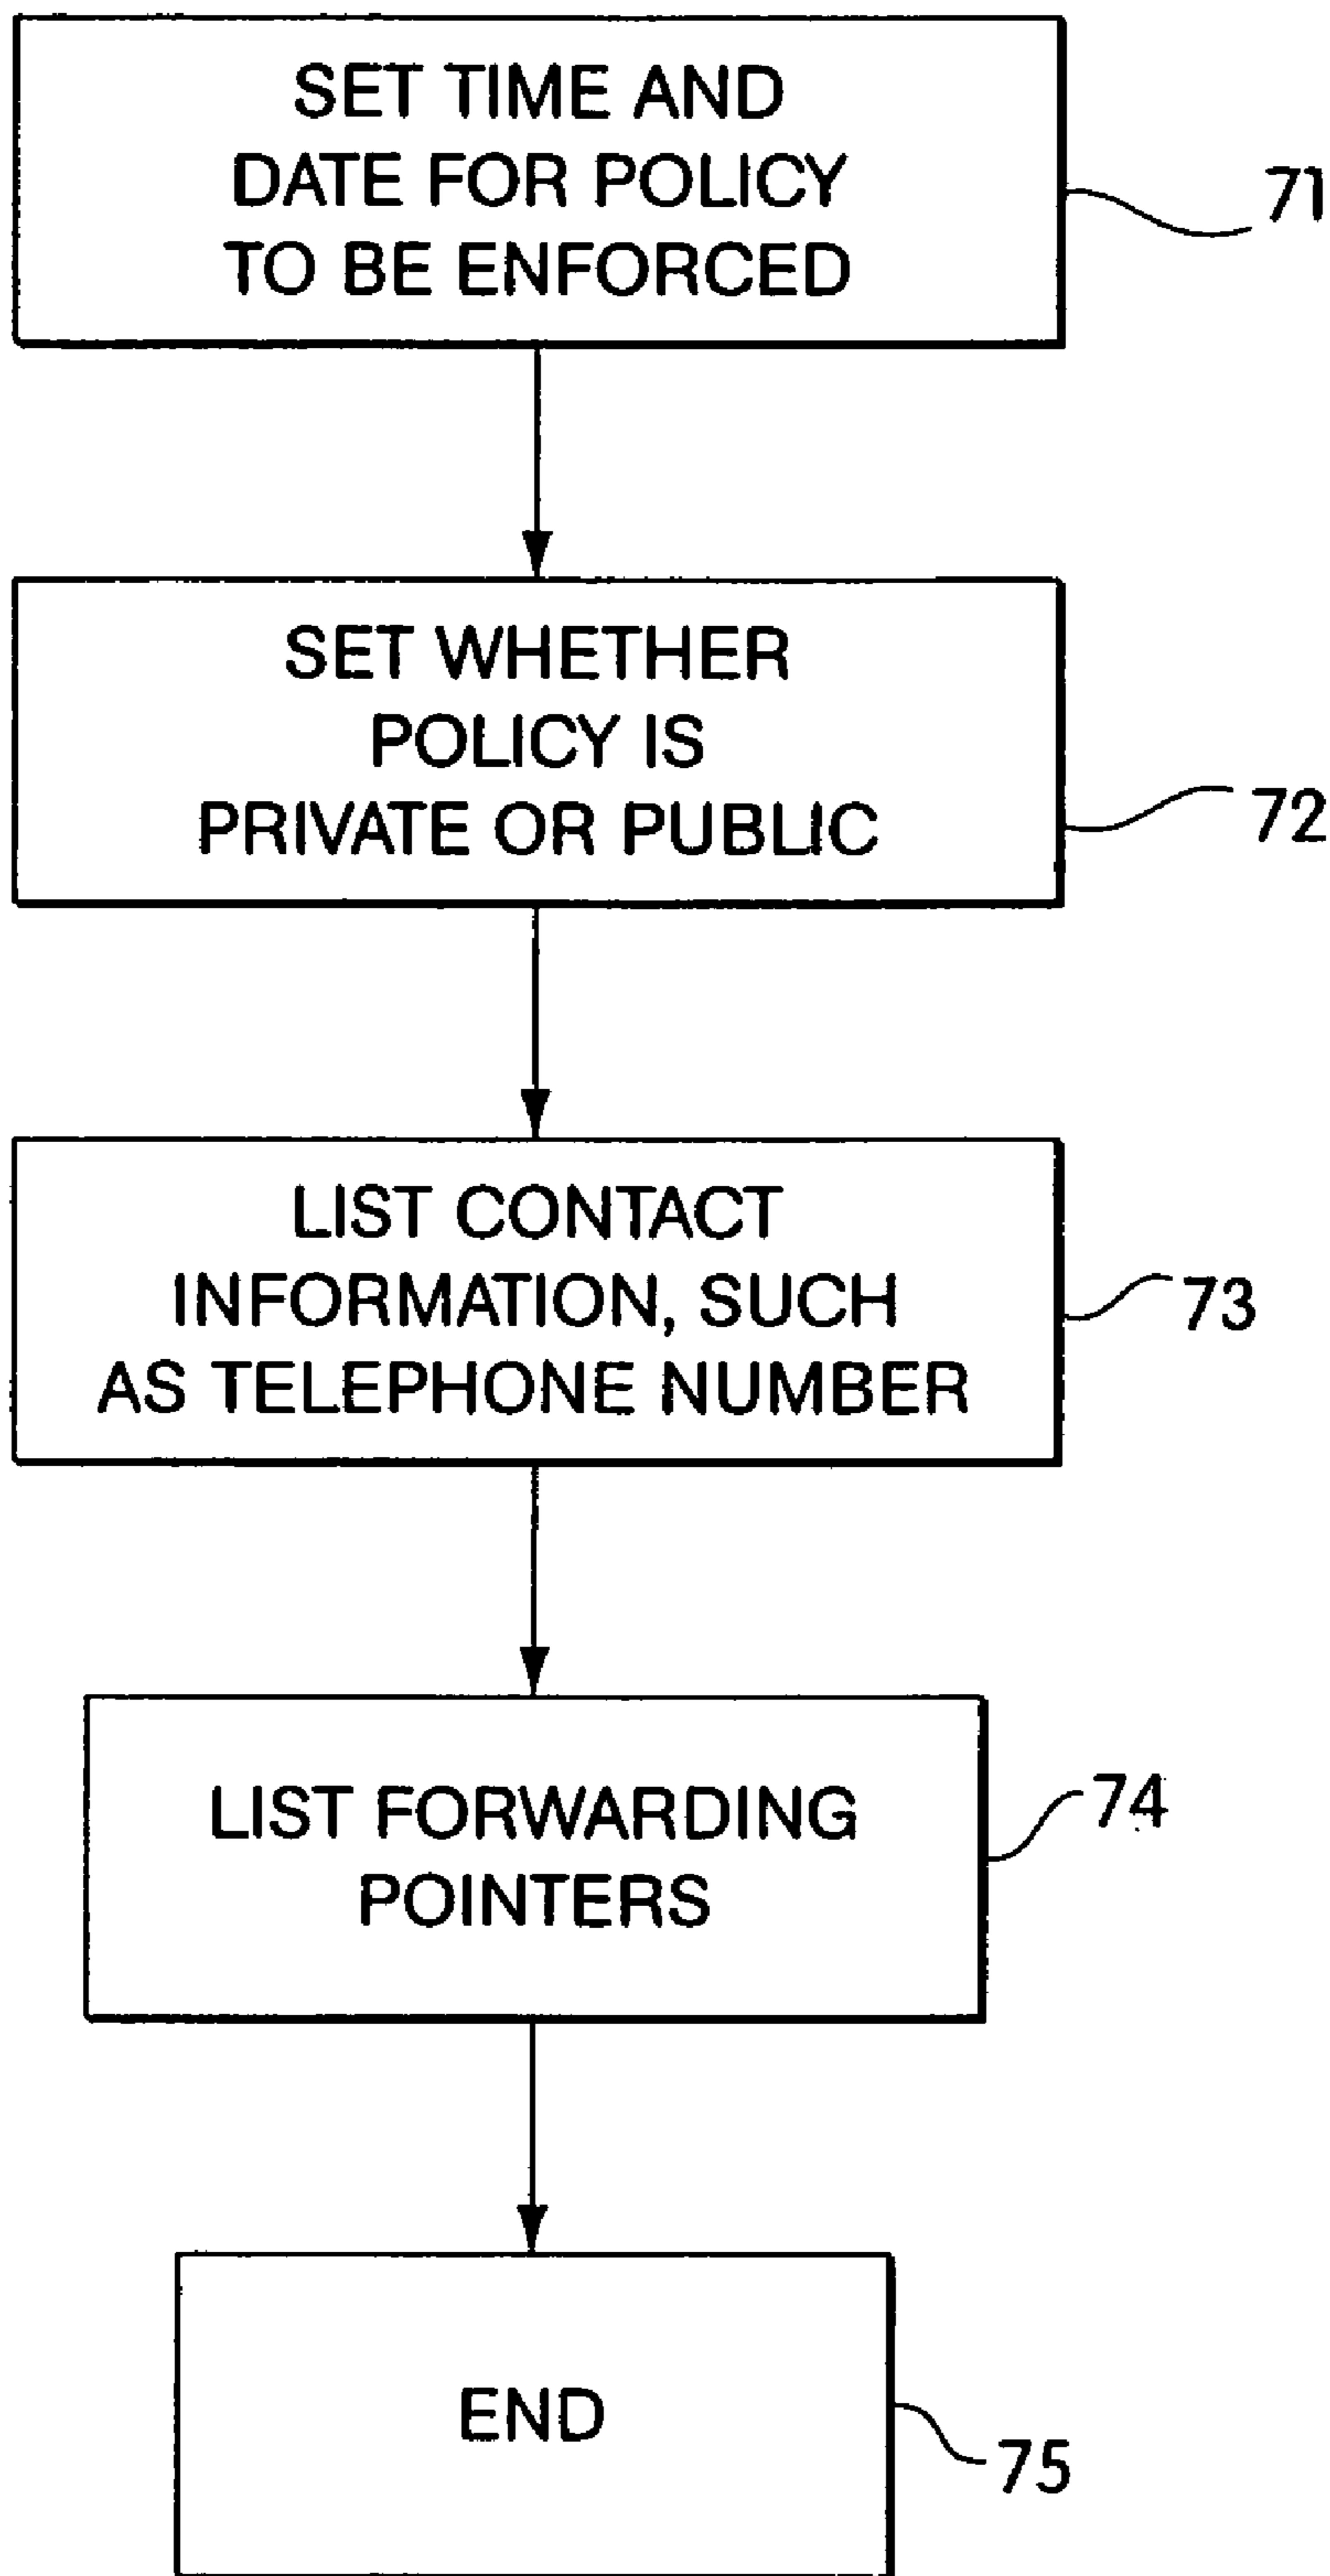 SET TIME AND
DATE FOR POLICY
TO BE ENFORCED
71
SET WHETHER
POLICY IS
PRIVATE OR PUBLIC
72
LIST CONTACT
INFORMATION, SUCH
AS TELEPHONE NUMBER
73
LIST FORWARDING
POINTERS
74
END
75